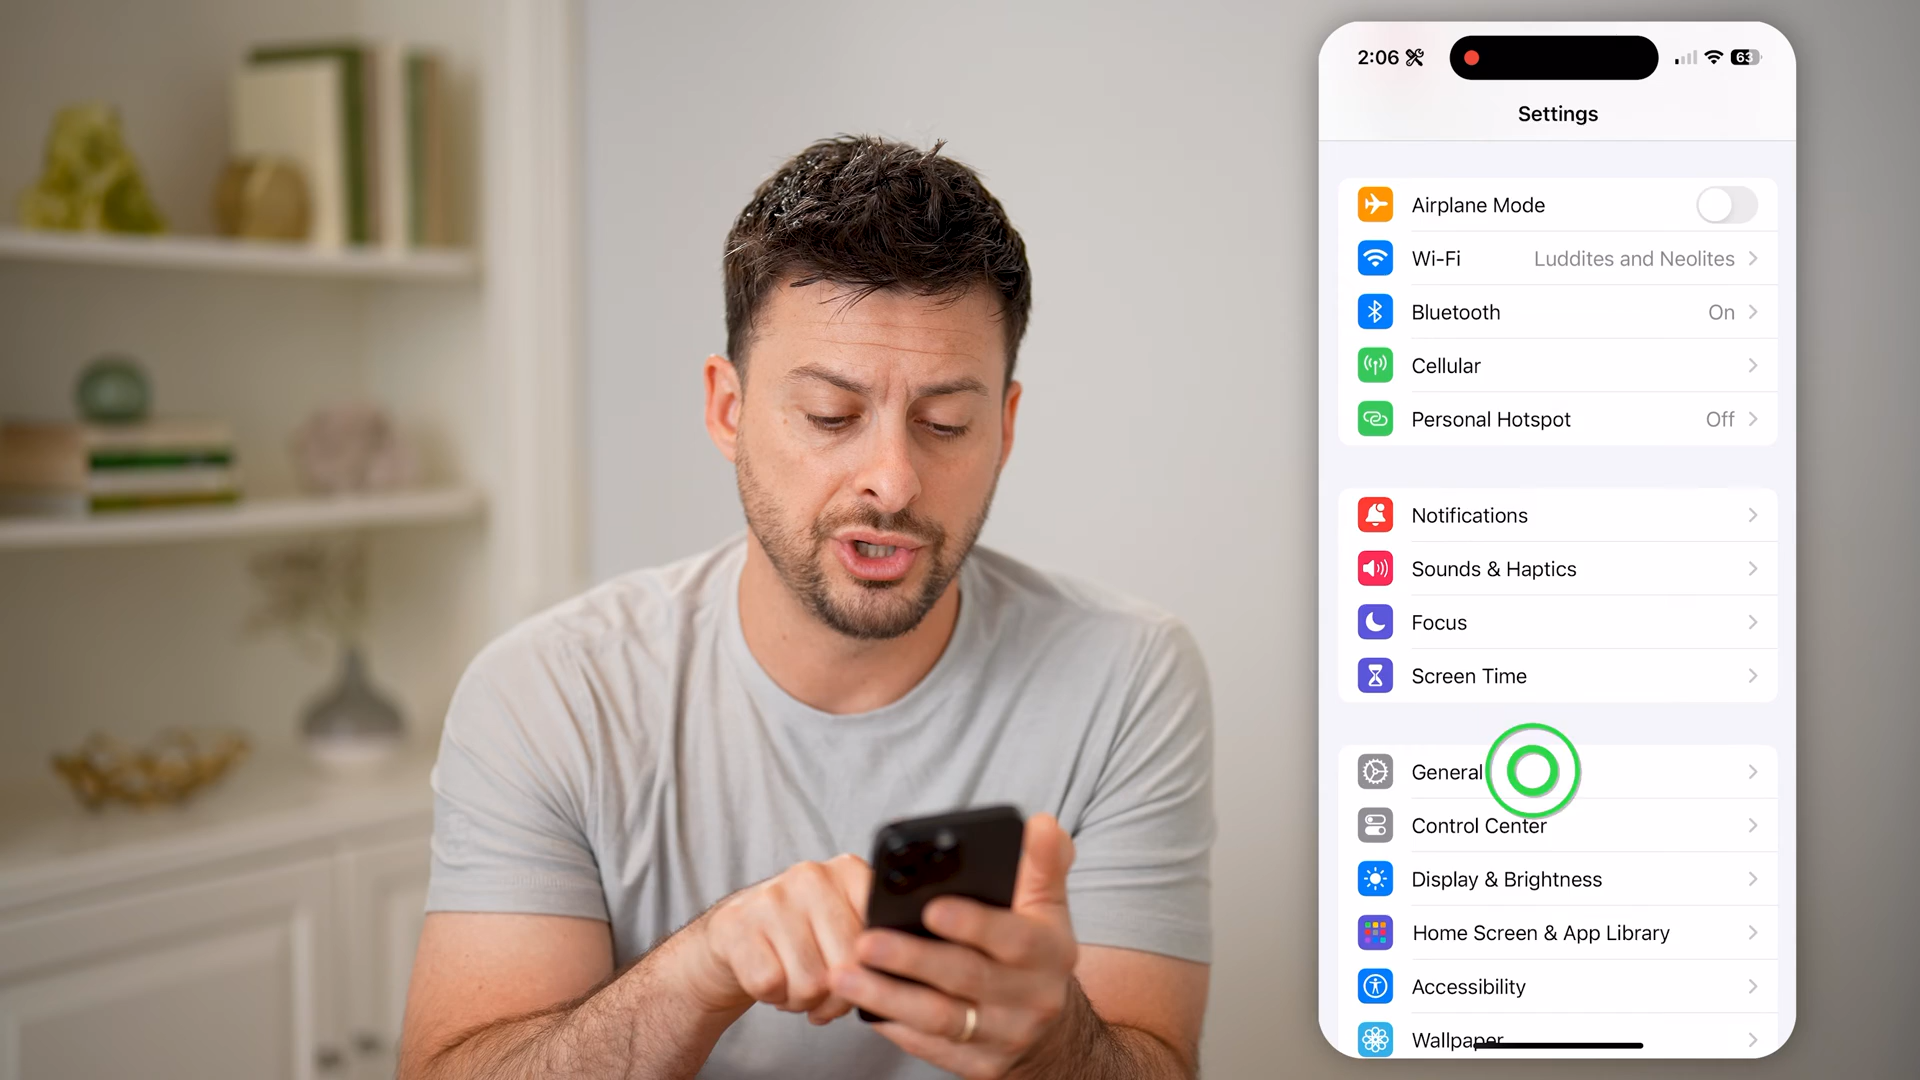 2:06
63
Settings
Airplane Mode
Wi-Fi Luddites and Neolites
Bluetooth On
Cellular
Personal Hotspot Off
Notifications
Sounds & Haptics
Focus
Screen Time
General
Control Center
Display & Brightness
Home Screen & App Library
Accessibility
Wallpaper